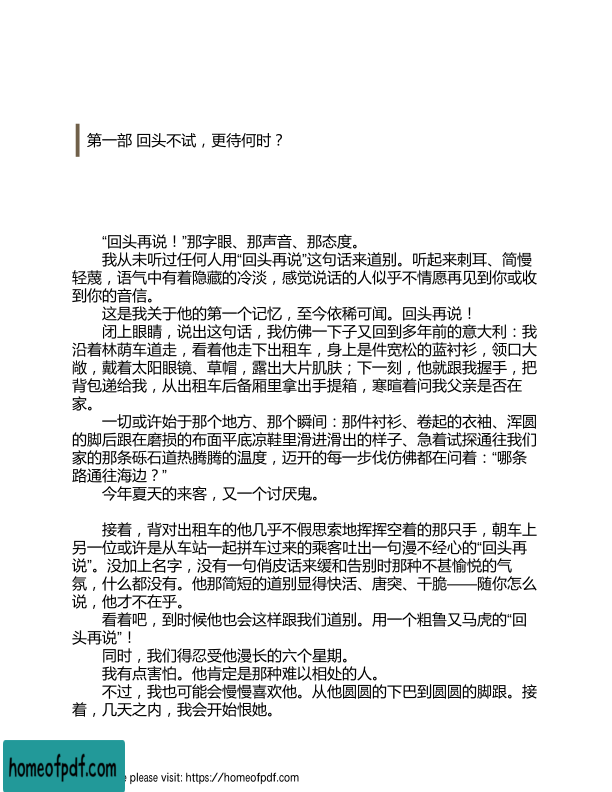 第一部 回头不试，更待何时？
“回头再说！”那字眼、那声音、那态度。
我从未听过任何人用“回头再说”这句话来道别。听起来刺耳、简慢
轻蔑，语气中有着隐藏的冷淡，感觉说话的人似乎不情愿再见到你或收
到你的音信。
这是我关于他的第一个记忆，至今依稀可闻。回头再说！
闭上眼睛，说出这句话，我仿佛一下子又回到多年前的意大利：我
沿着林荫车道走，看着他走下出租车，身上是件宽松的蓝衬衫，领口大
敞，戴着太阳眼镜、草帽，露出大片肌肤；下一刻，他就跟我握手，把
背包递给我，从出租车后备厢里拿出手提箱，寒暄着问我父亲是否在
家。
一切或许始于那个地方、那个瞬间：那件衬衫、卷起的衣袖、浑圆
的脚后跟在磨损的布面平底凉鞋里滑进滑出的样子、急着试探通往我们
家的那条砾石道热腾腾的温度，迈开的每一步伐仿佛都在问着：“哪条
路通往海边？”
今年夏天的来客，又一个讨厌鬼。
接着，背对出租车的他几乎不假思索地挥挥空着的那只手，朝车上
另一位或许是从车站一起拼车过来的乘客吐出一句漫不经心的“回头再
说”。没加上名字，没有一句俏皮话来缓和告别时那种不甚愉悦的气
氛，什么都没有。他那简短的道别显得快活、唐突、干脆——随你怎么
说，他才不在乎。
看着吧，到时候他也会这样跟我们道别。用一个粗鲁又马虎的“回
头再说”！
同时，我们得忍受他漫长的六个星期。
我有点害怕。他肯定是那种难以相处的人。
不过，我也可能会慢慢喜欢他。从他圆圆的下巴到圆圆的脚跟。接
着，几天之内，我会开始恨她。
homeofpdf.com
please visit: https://homeofpdf.com